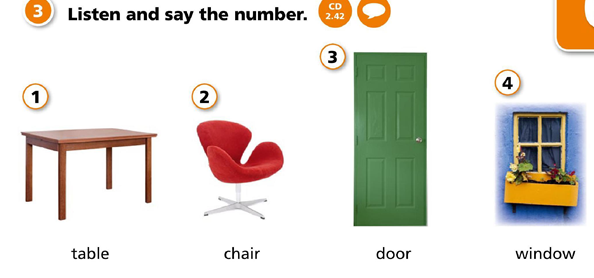 3 Listen and say the number. CD 2.42
1 2 3 4
table chair door window